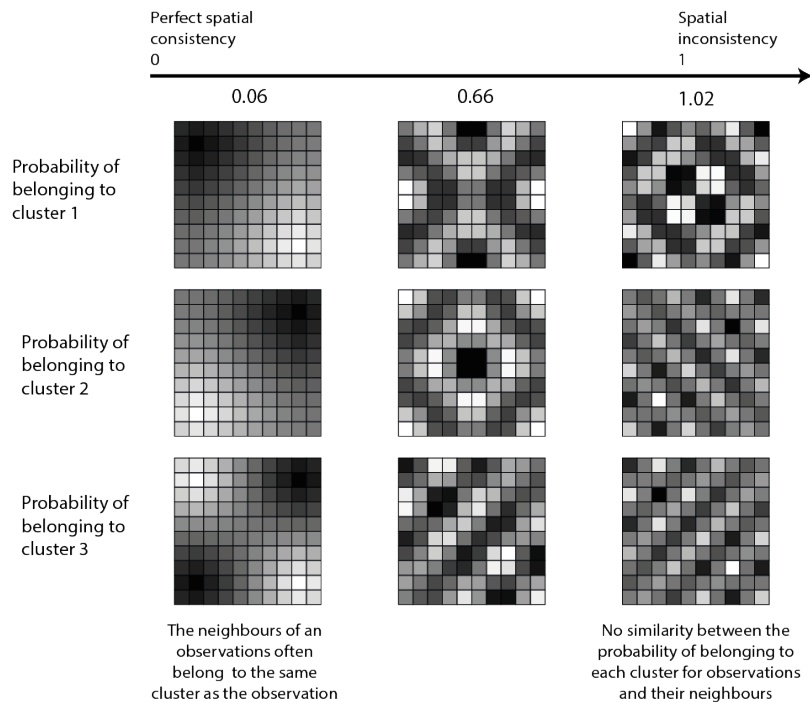 Perfect spatial
consistency
0
Spatial
inconsistency
1
0.06
0.66
1.02
Probability of
belonging to
cluster 1
Probability of
belonging to
cluster 2
Probability of
belonging to
cluster 3
The neighbours of an
observations often
belong to the same
cluster as the observation
No similarity between the
probability of belonging to
each cluster for observations
and their neighbours